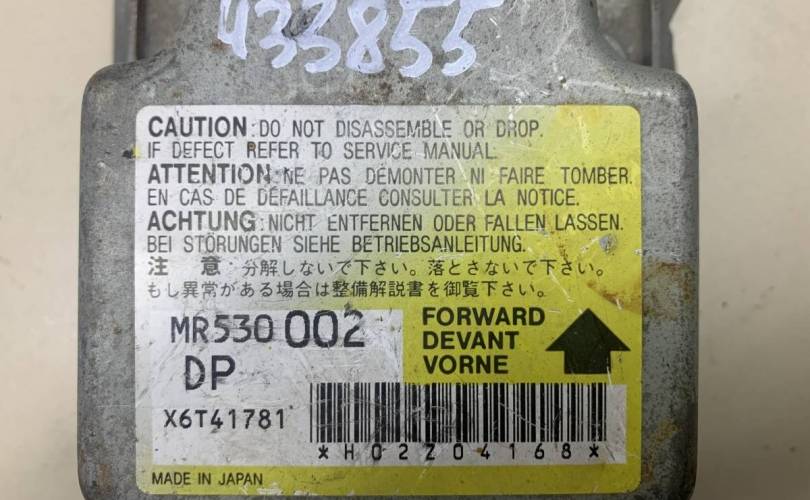 433855
CAUTION:DO NOT DISASSEMBLE OR DROP.
IF DEFECT REFER TO SERVICE MANUAL.
ATTENTION:NE PAS DÉMONTER NI FAIRE TOMBER.
EN CAS DE DÉFAILLANCE CONSULTER LA NOTICE.
ACHTUNG:NICHT ENTFERNEN ODER FALLEN LASSEN.
BEI STÖRUNGEN SIEHE BETRIEBSANLEITUNG.
注 意:分解しないで下さい。落とさないで下さい。
もし異常がある場合は整備解説書を御覧下さい。
MR530 002
DP
FORWARD
DEVANT
VORNE
X6T41781
*H02Z04168*
MADE IN JAPAN